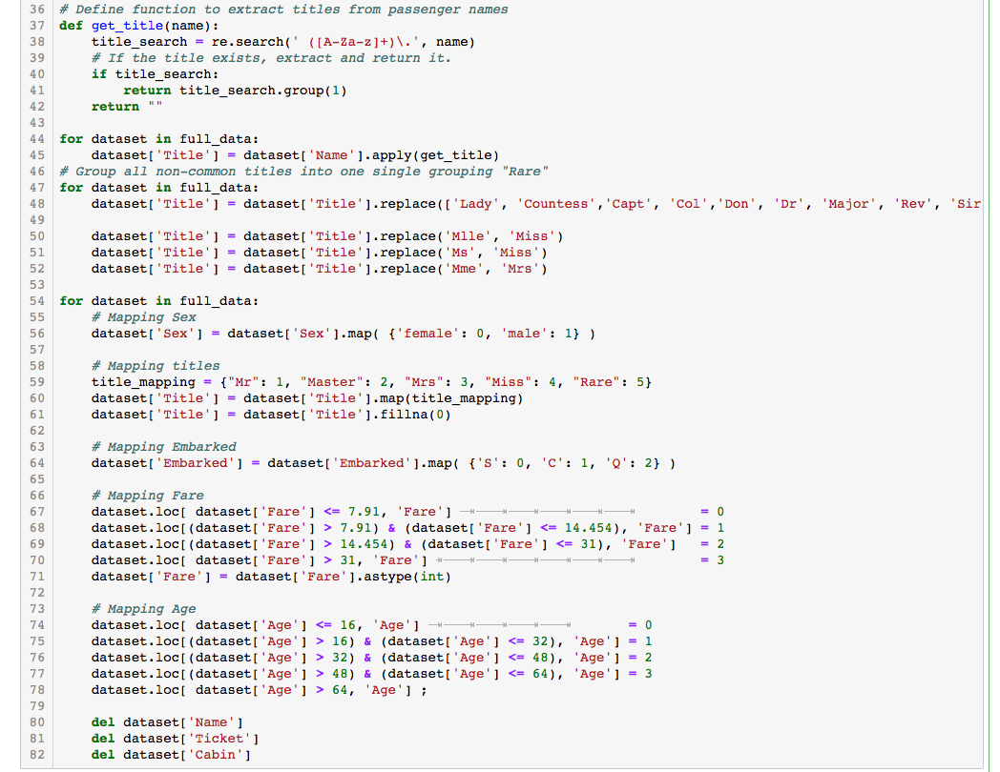 36 # Define function to extract titles from passenger names
37 def get_title(name):
38     title_search = re.search(' ([A-Za-z]+)\.', name)
39     # If the title exists, extract and return it.
40     if title_search:
41         return title_search.group(1)
42     return ""
43
44 for dataset in full_data:
45     dataset['Title'] = dataset['Name'].apply(get_title)
46 # Group all non-common titles into one single grouping "Rare"
47 for dataset in full_data:
48     dataset['Title'] = dataset['Title'].replace(['Lady', 'Countess','Capt', 'Col','Don', 'Dr', 'Major', 'Rev', 'Sir
49
50     dataset['Title'] = dataset['Title'].replace('Mlle', 'Miss')
51     dataset['Title'] = dataset['Title'].replace('Ms', 'Miss')
52     dataset['Title'] = dataset['Title'].replace('Mme', 'Mrs')
53
54 for dataset in full_data:
55     # Mapping Sex
56     dataset['Sex'] = dataset['Sex'].map( {'female': 0, 'male': 1} )
57
58     # Mapping titles
59     title_mapping = {"Mr": 1, "Master": 2, "Mrs": 3, "Miss": 4, "Rare": 5}
60     dataset['Title'] = dataset['Title'].map(title_mapping)
61     dataset['Title'] = dataset['Title'].fillna(0)
62
63     # Mapping Embarked
64     dataset['Embarked'] = dataset['Embarked'].map( {'S': 0, 'C': 1, 'Q': 2} )
65
66     # Mapping Fare
67     dataset.loc[ dataset['Fare'] <= 7.91, 'Fare'] = 0
68     dataset.loc[(dataset['Fare'] > 7.91) & (dataset['Fare'] <= 14.454), 'Fare'] = 1
69     dataset.loc[(dataset['Fare'] > 14.454) & (dataset['Fare'] <= 31), 'Fare']   = 2
70     dataset.loc[ dataset['Fare'] > 31, 'Fare'] = 3
71     dataset['Fare'] = dataset['Fare'].astype(int)
72
73     # Mapping Age
74     dataset.loc[ dataset['Age'] <= 16, 'Age'] = 0
75     dataset.loc[(dataset['Age'] > 16) & (dataset['Age'] <= 32), 'Age'] = 1
76     dataset.loc[(dataset['Age'] > 32) & (dataset['Age'] <= 48), 'Age'] = 2
77     dataset.loc[(dataset['Age'] > 48) & (dataset['Age'] <= 64), 'Age'] = 3
78     dataset.loc[ dataset['Age'] > 64, 'Age'] ;
79
80     del dataset['Name']
81     del dataset['Ticket']
82     del dataset['Cabin']